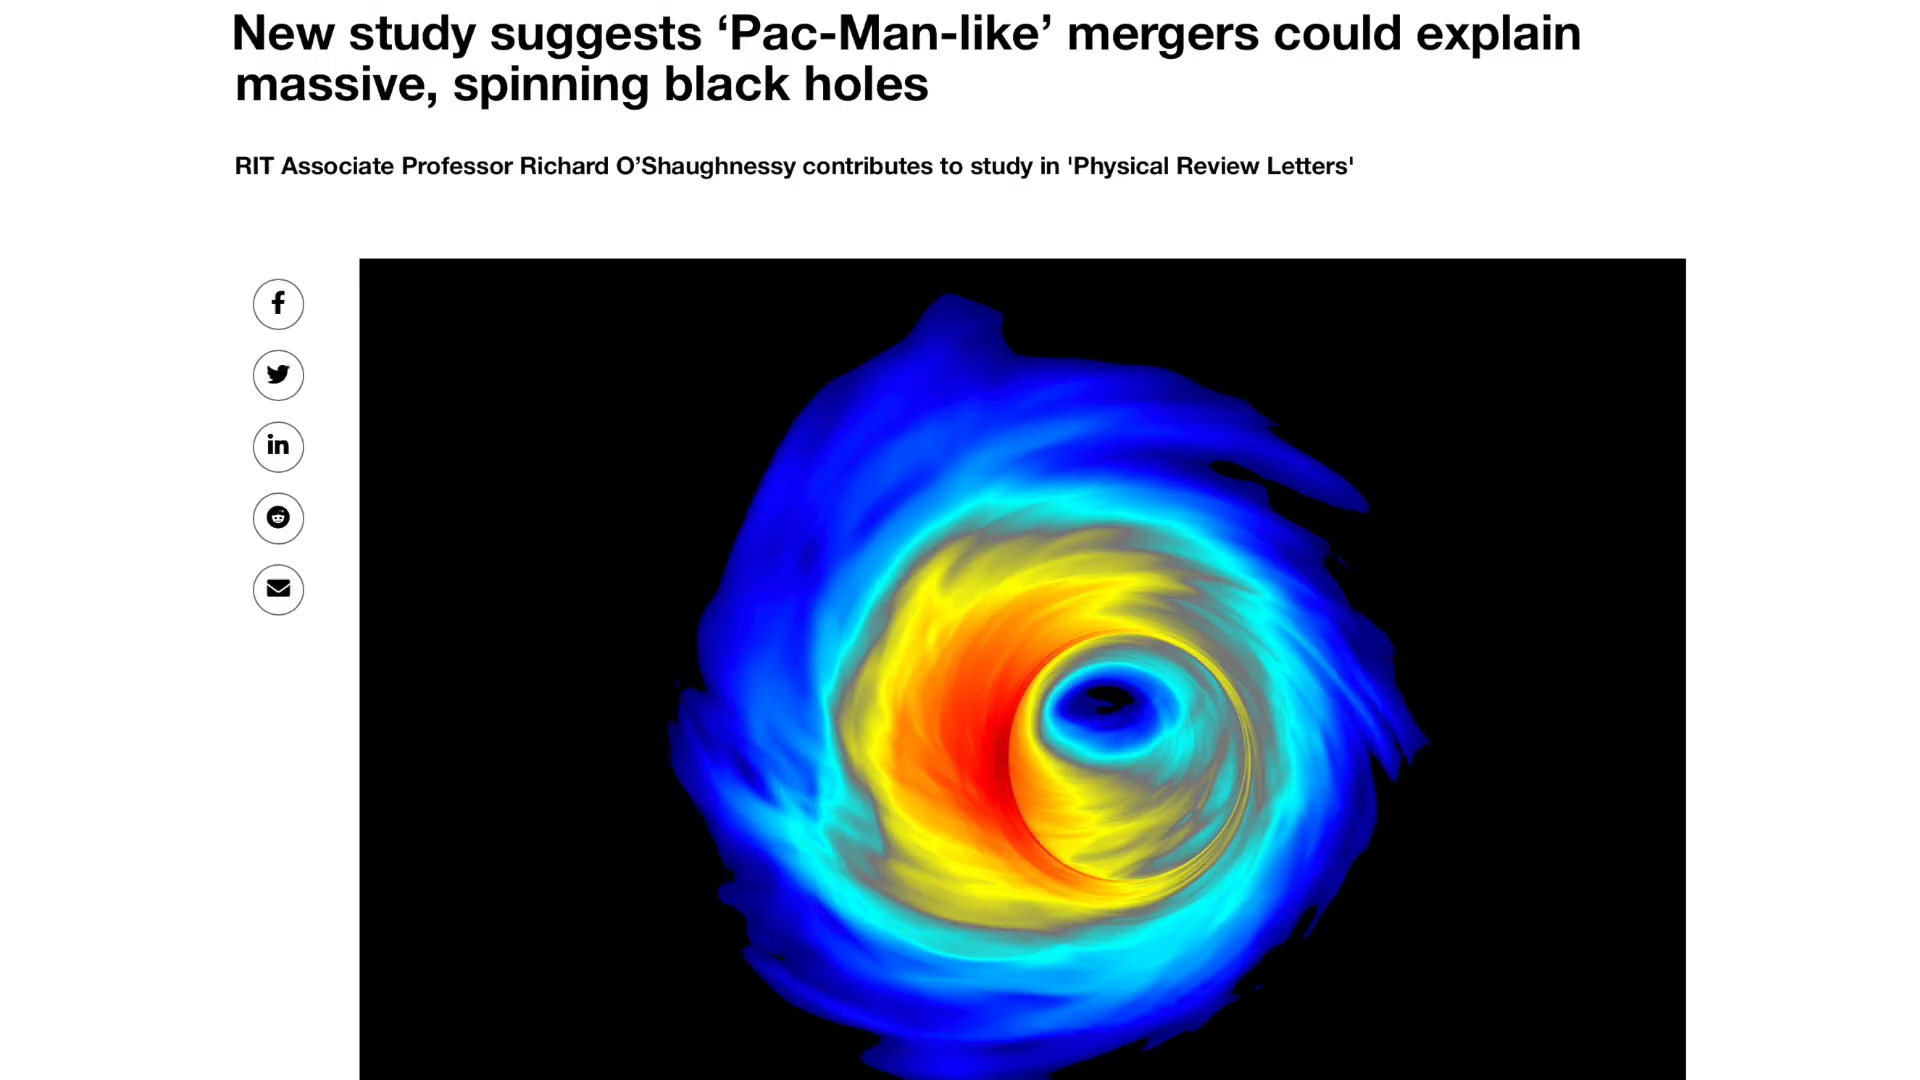 New study suggests ‘Pac-Man-like’ mergers could explain
massive, spinning black holes
RIT Associate Professor Richard O’Shaughnessy contributes to study in 'Physical Review Letters'
f
in